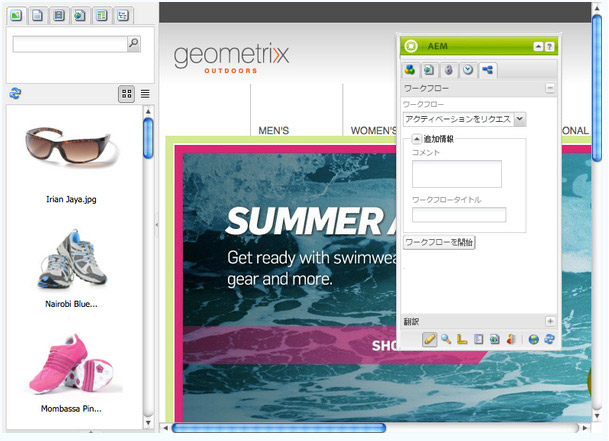 geometrixx
OUTDOORS
MEN'S
WOMEN'S
ONAL
SUMMER A
Get ready with swimwea
gear and more.
SHO
Irian Jaya.jpg
Nairobi Blue...
Mombassa Pin...
AEM
ワークフロー
ワークフロー
アクティベーションをリクエス
追加情報
コメント
ワークフロータイトル
ワークフローを開始
翻訳